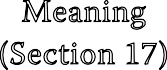 Meaning
(Section 17)